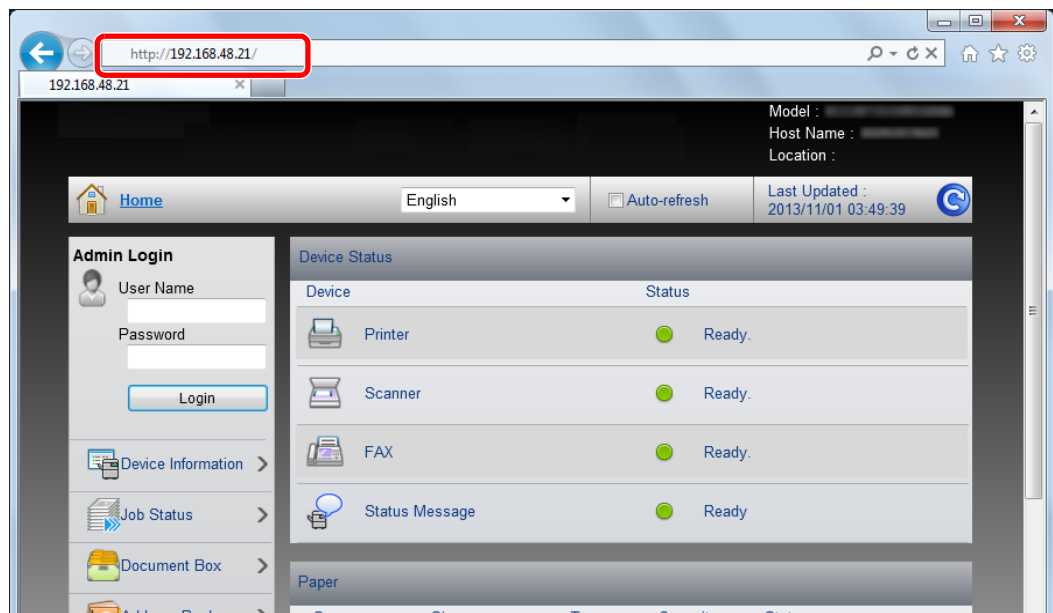 http://192.168.48.21/
192.168.48.21
Model :
Host Name :
Location :
Home
English
Auto-refresh
Last Updated :
2013/11/01 03:49:39
Admin Login
User Name
Password
Login
Device Information
Job Status
Document Box
Device Status
Device Status
Printer Ready.
Scanner Ready.
FAX Ready.
Status Message Ready
Paper